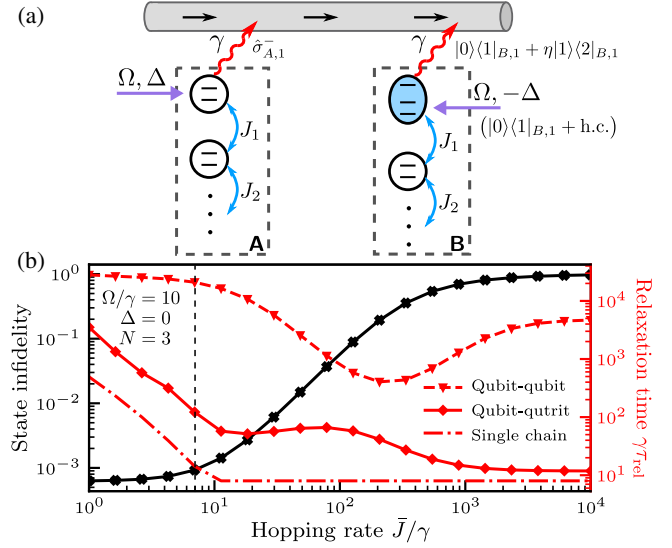 (a)
γ σ̂⁻_{A,1}
γ |0⟩⟨1|_{B,1} + η|1⟩⟨2|_{B,1}
Ω, Δ
Ω, −Δ
(|0⟩⟨1|_{B,1} + h.c.)
J₁
J₁
J₂
J₂
A
B
(b)
State infidelity
10⁰
10⁻¹
10⁻²
10⁻³
Ω/γ = 10
Δ = 0
N = 3
Qubit-qubit
Qubit-qutrit
Single chain
10⁴
10³
10²
10¹
Relaxation time γτ_rel
10⁰ 10¹ 10² 10³ 10⁴
Hopping rate J̄/γ